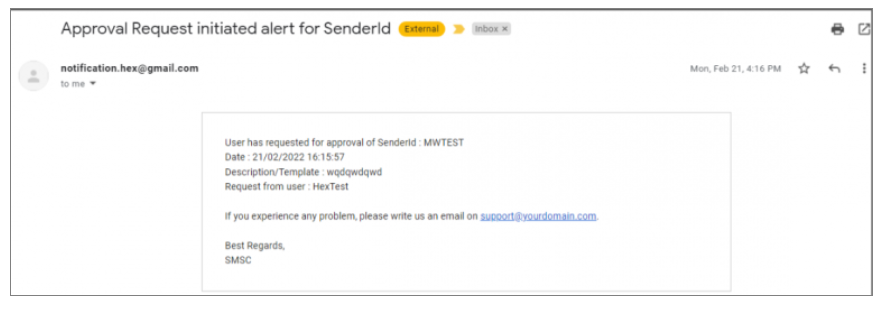 Approval Request initiated alert for SenderId External Inbox ×
notification.hex@gmail.com Mon, Feb 21, 4:16 PM
to me
User has requested for approval of SenderId : MWTEST
Date : 21/02/2022 16:15:57
Description/Template : wqdqwdqwd
Request from user : HexTest
If you experience any problem, please write us an email on support@yourdomain.com.
Best Regards,
SMSC